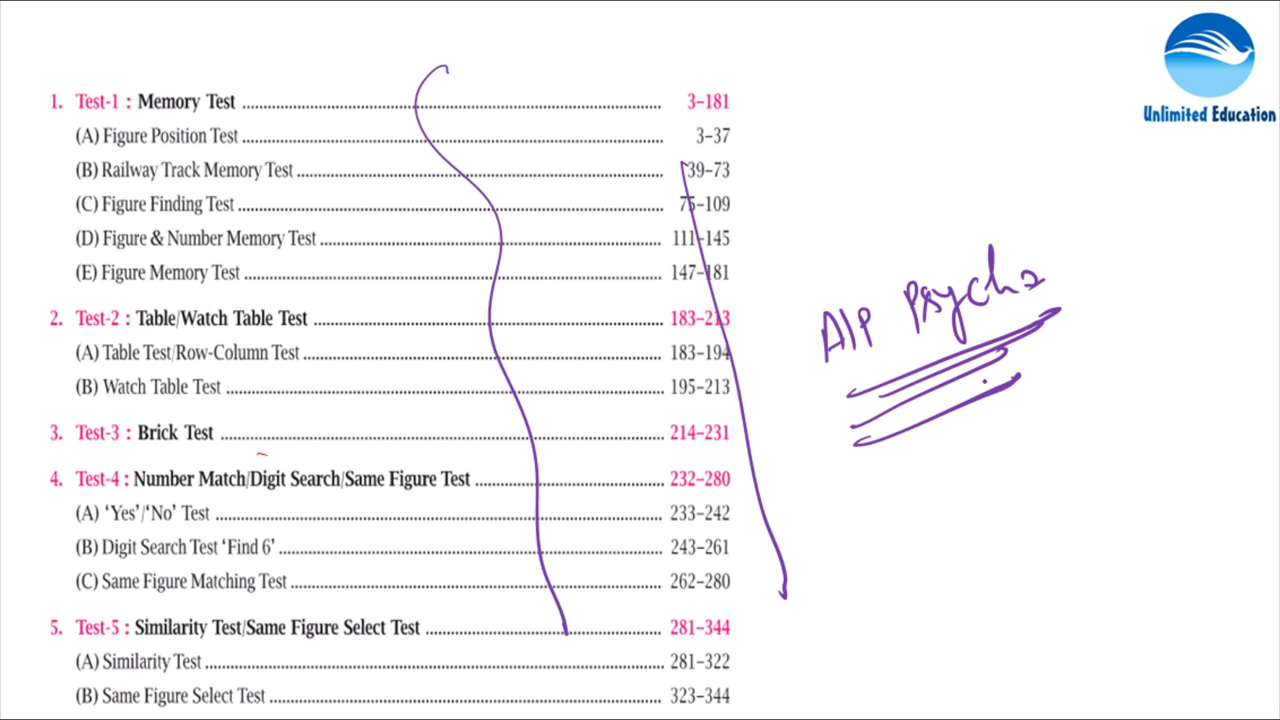 Unlimited Education
1. Test-1 : Memory Test ........ 3–181
(A) Figure Position Test ........ 3–37
(B) Railway Track Memory Test ........ 39–73
(C) Figure Finding Test ........ 75–109
(D) Figure & Number Memory Test ........ 111–145
(E) Figure Memory Test ........ 147–181
2. Test-2 : Table/Watch Table Test ........ 183–213
(A) Table Test/Row-Column Test ........ 183–194
(B) Watch Table Test ........ 195–213
3. Test-3 : Brick Test ........ 214–231
4. Test-4 : Number Match/Digit Search/Same Figure Test ........ 232–280
(A) ‘Yes’/‘No’ Test ........ 233–242
(B) Digit Search Test ‘Find 6’ ........ 243–261
(C) Same Figure Matching Test ........ 262–280
5. Test-5 : Similarity Test/Same Figure Select Test ........ 281–344
(A) Similarity Test ........ 281–322
(B) Same Figure Select Test ........ 323–344
AlP Psycho